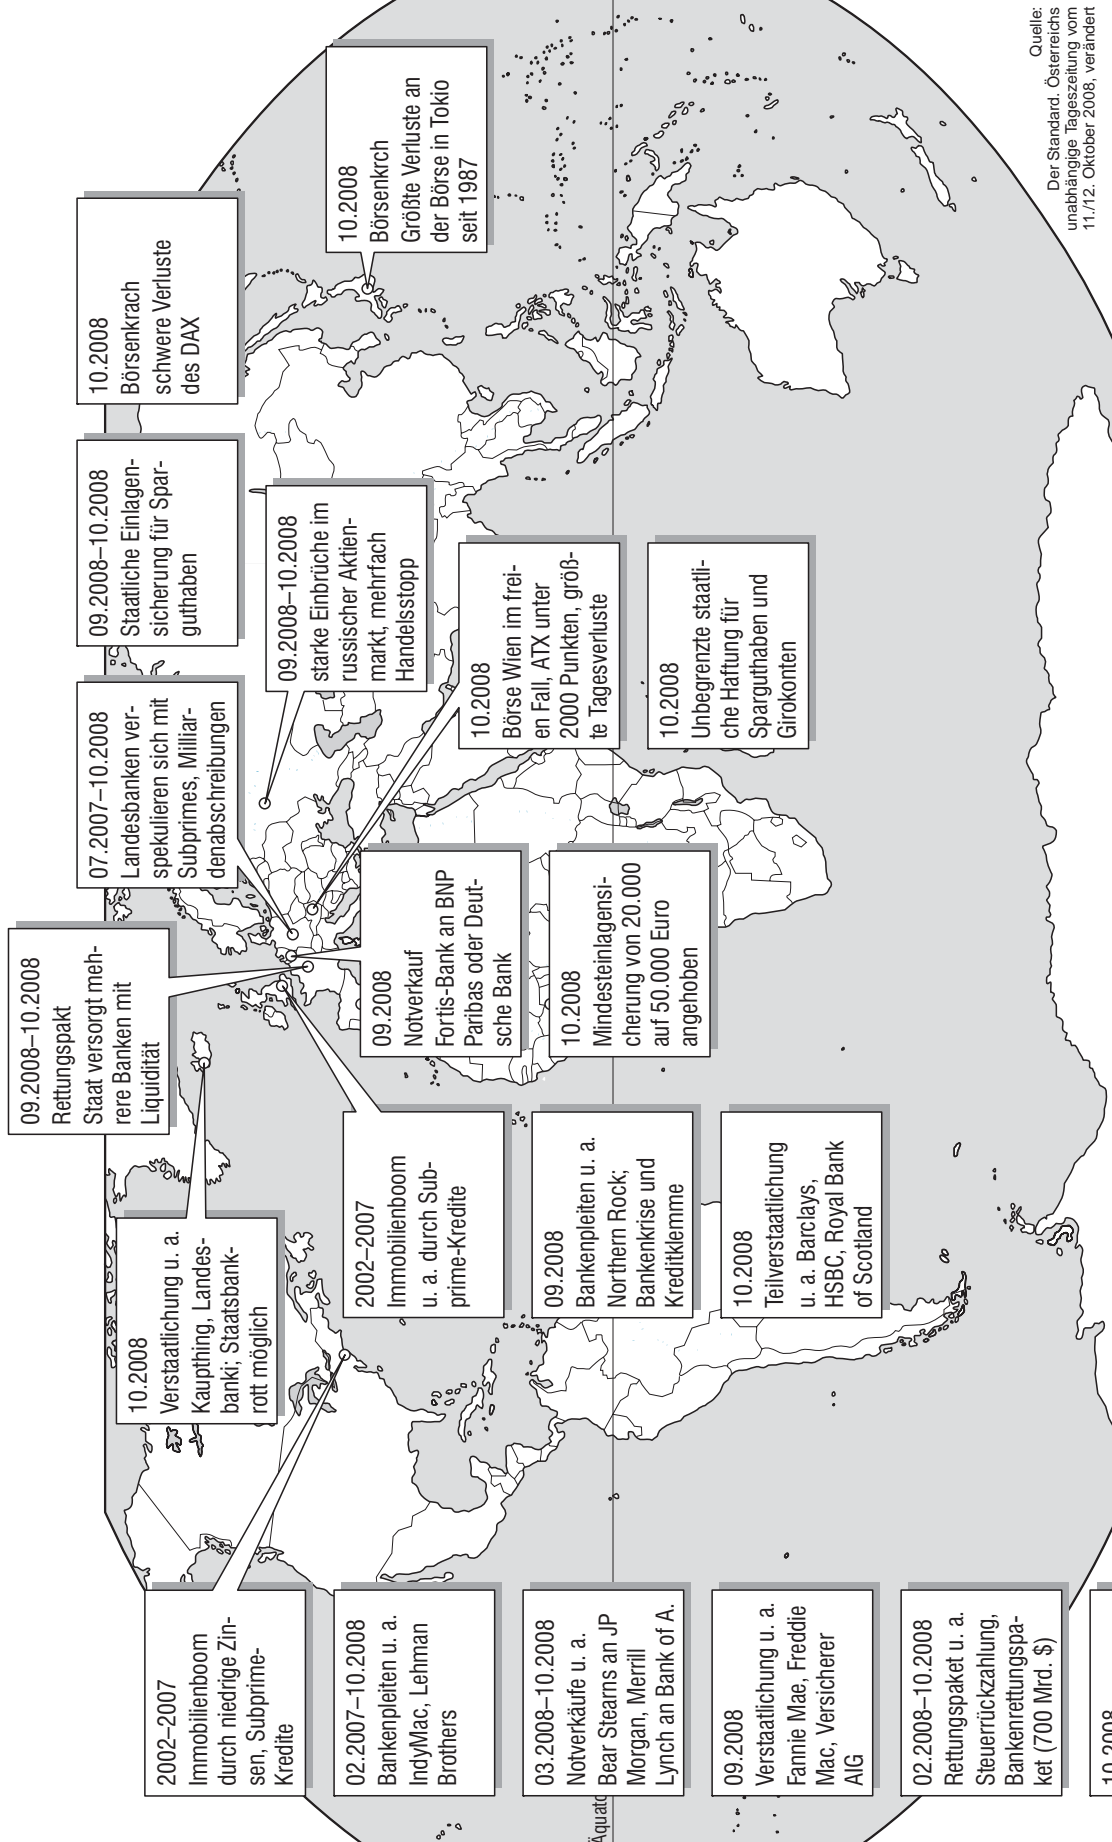 2002–2007
Immobilienboom
durch niedrige Zin-
sen, Subprime-
Kredite
02.2007–10.2008
Bankenpleiten u. a.
IndyMac, Lehman
Brothers
03.2008–10.2008
Notverkäufe u. a.
Bear Stearns an JP
Morgan, Merrill
Lynch an Bank of A.
09.2008
Verstaatlichung u. a.
Fannie Mae, Freddie
Mac, Versicherer
AIG
02.2008–10.2008
Rettungspaket u. a.
Steuerrückzahlung,
Bankenrettungspa-
ket (700 Mrd. $)
10.2008
10.2008
Verstaatlichung u. a.
Kaupthing, Landes-
banki; Staatsbank-
rott möglich
2002–2007
Immobilienboom
u. a. durch Sub-
prime-Kredite
09.2008
Bankenpleiten u. a.
Northern Rock;
Bankenkrise und
Kreditklemme
10.2008
Teilverstaatlichung
u. a. Barclays,
HSBC, Royal Bank
of Scotland
09.2008–10.2008
Rettungspakt
Staat versorgt meh-
rere Banken mit
Liquidität
09.2008
Notverkauf
Fortis-Bank an BNP
Paribas oder Deut-
sche Bank
10.2008
Mindesteinlagensi-
cherung von 20.000
auf 50.000 Euro
angehoben
07.2007–10.2008
Landesbanken ver-
spekulieren sich mit
Subprimes, Milliar-
denabschreibungen
09.2008–10.2008
Staatliche Einlagen-
sicherung für Spar-
guthaben
10.2008
Börsenkrach
schwere Verluste
des DAX
09.2008–10.2008
starke Einbrüche im
russischer Aktien-
markt, mehrfach
Handelsstopp
10.2008
Börse Wien im frei-
en Fall, ATX unter
2000 Punkten, größ-
te Tagesverluste
10.2008
Unbegrenzte staatli-
che Haftung für
Sparguthaben und
Girokonten
10.2008
Börsenkrch
Größte Verluste an
der Börse in Tokio
seit 1987
Äquato
Quelle:
Der Standard. Österreichs
unabhängige Tageszeitung vom
11./12. Oktober 2008, verändert